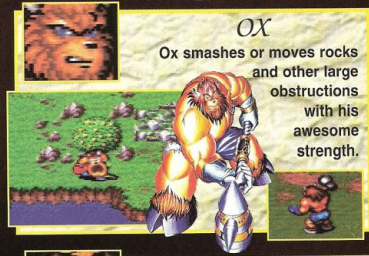 OX
Ox smashes or moves rocks
and other large
obstructions
with his
awesome
strength.